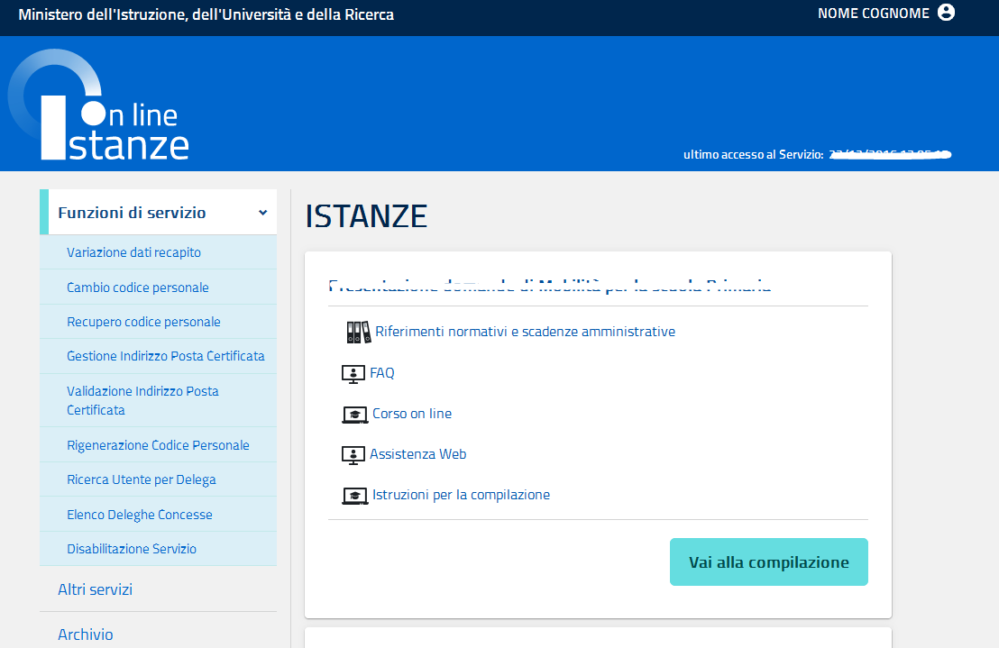 Ministero dell'Istruzione, dell'Università e della Ricerca
NOME COGNOME
on line
Istanze
ultimo accesso al Servizio:
Funzioni di servizio
Variazione dati recapito
Cambio codice personale
Recupero codice personale
Gestione Indirizzo Posta Certificata
Validazione Indirizzo Posta
Certificata
Rigenerazione Codice Personale
Ricerca Utente per Delega
Elenco Deleghe Concesse
Disabilitazione Servizio
Altri servizi
Archivio
ISTANZE
Presentazione domande di Mobilità per la scuola Primaria
Riferimenti normativi e scadenze amministrative
FAQ
Corso on line
Assistenza Web
Istruzioni per la compilazione
Vai alla compilazione